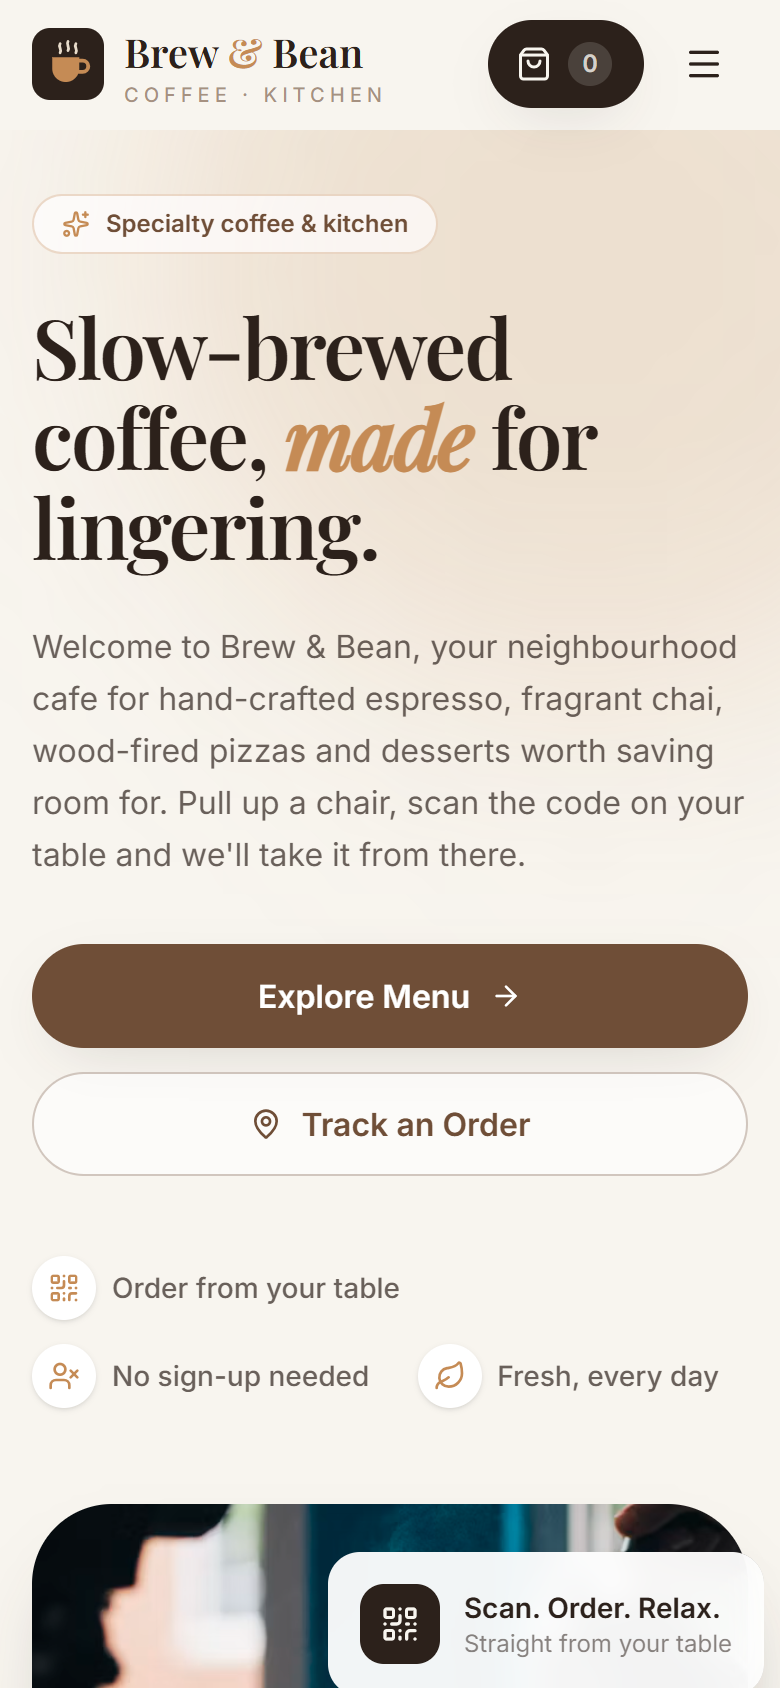 Brew & Bean
COFFEE · KITCHEN
0
Specialty coffee & kitchen
Slow-brewed
coffee, made for
lingering.
Welcome to Brew & Bean, your neighbourhood
cafe for hand-crafted espresso, fragrant chai,
wood-fired pizzas and desserts worth saving
room for. Pull up a chair, scan the code on your
table and we'll take it from there.
Explore Menu
Track an Order
Order from your table
No sign-up needed
Fresh, every day
Scan. Order. Relax.
Straight from your table